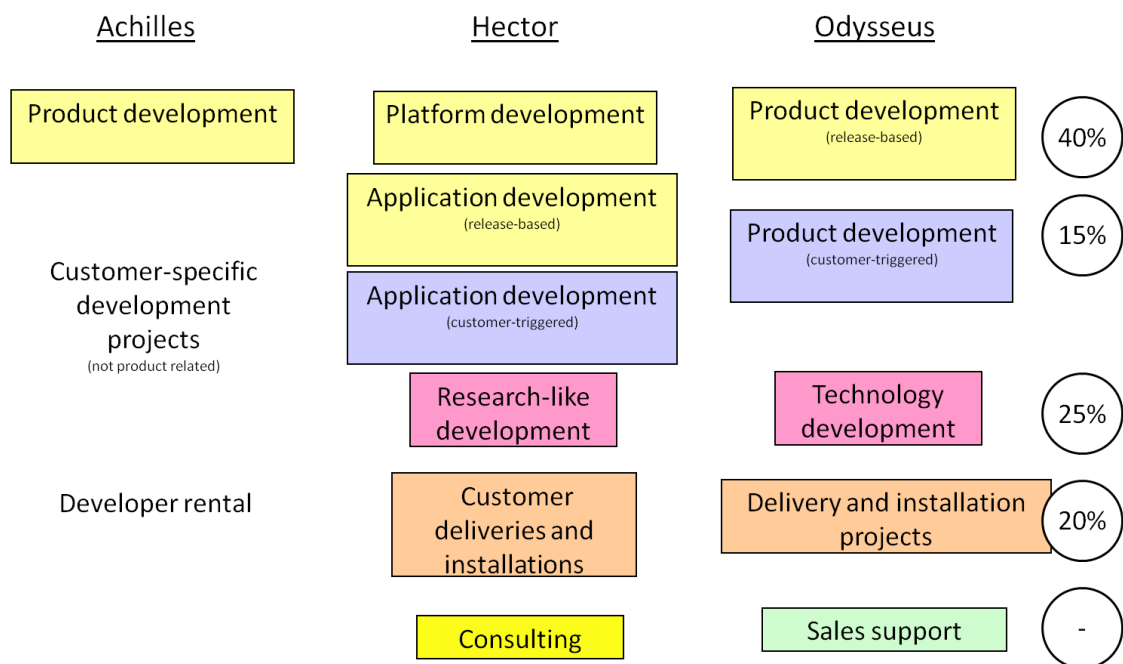 Achilles
Hector
Odysseus
Product development
Platform development
Product development
(release-based)
40%
Application development
(release-based)
Product development
(customer-triggered)
15%
Customer-specific
development
projects
(not product related)
Application development
(customer-triggered)
Research-like
development
Technology
development
25%
Developer rental
Customer
deliveries and
installations
Delivery and installation
projects
20%
Consulting
Sales support
-